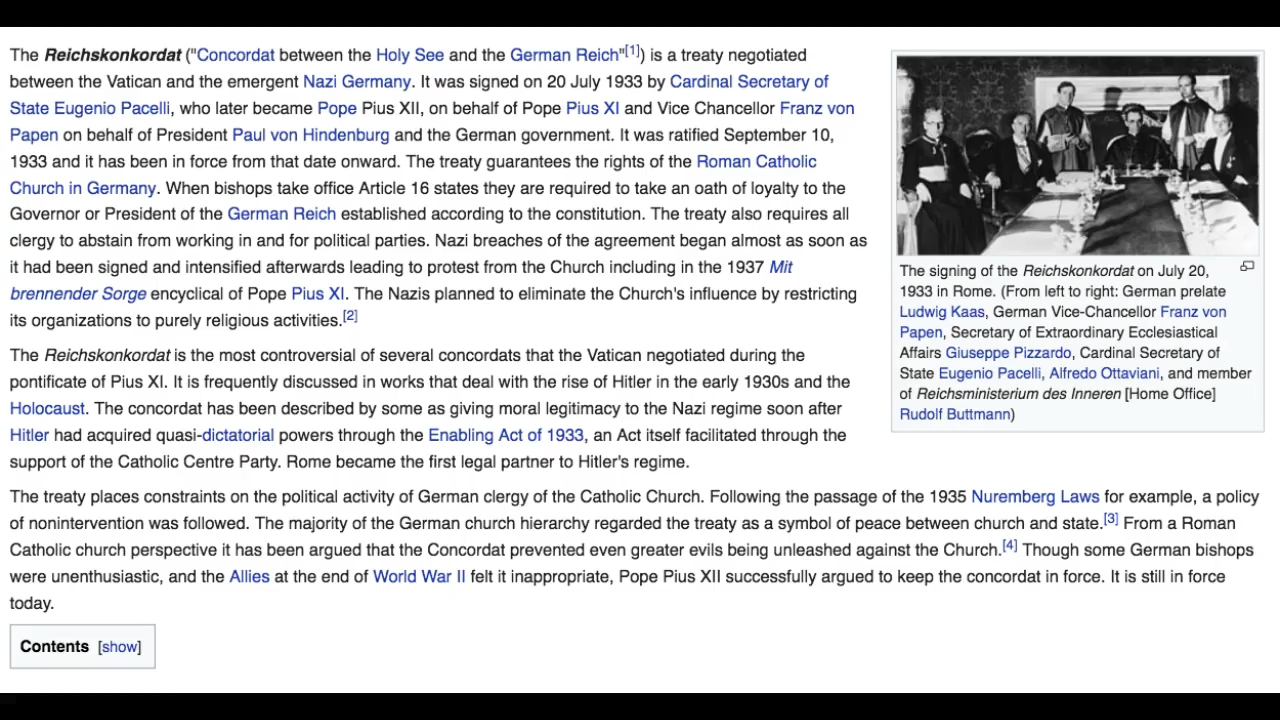 The Reichskonkordat ("Concordat between the Holy See and the German Reich"[1]) is a treaty negotiated
between the Vatican and the emergent Nazi Germany. It was signed on 20 July 1933 by Cardinal Secretary of
State Eugenio Pacelli, who later became Pope Pius XII, on behalf of Pope Pius XI and Vice Chancellor Franz von
Papen on behalf of President Paul von Hindenburg and the German government. It was ratified September 10,
1933 and it has been in force from that date onward. The treaty guarantees the rights of the Roman Catholic
Church in Germany. When bishops take office Article 16 states they are required to take an oath of loyalty to the
Governor or President of the German Reich established according to the constitution. The treaty also requires all
clergy to abstain from working in and for political parties. Nazi breaches of the agreement began almost as soon as
it had been signed and intensified afterwards leading to protest from the Church including in the 1937 Mit
brennender Sorge encyclical of Pope Pius XI. The Nazis planned to eliminate the Church's influence by restricting
its organizations to purely religious activities.[2]
The Reichskonkordat is the most controversial of several concordats that the Vatican negotiated during the
pontificate of Pius XI. It is frequently discussed in works that deal with the rise of Hitler in the early 1930s and the
Holocaust. The concordat has been described by some as giving moral legitimacy to the Nazi regime soon after
Hitler had acquired quasi-dictatorial powers through the Enabling Act of 1933, an Act itself facilitated through the
support of the Catholic Centre Party. Rome became the first legal partner to Hitler's regime.
The treaty places constraints on the political activity of German clergy of the Catholic Church. Following the passage of the 1935 Nuremberg Laws for example, a policy
of nonintervention was followed. The majority of the German church hierarchy regarded the treaty as a symbol of peace between church and state.[3] From a Roman
Catholic church perspective it has been argued that the Concordat prevented even greater evils being unleashed against the Church.[4] Though some German bishops
were unenthusiastic, and the Allies at the end of World War II felt it inappropriate, Pope Pius XII successfully argued to keep the concordat in force. It is still in force
today.
Contents [show]
The signing of the Reichskonkordat on July 20,
1933 in Rome. (From left to right: German prelate
Ludwig Kaas, German Vice-Chancellor Franz von
Papen, Secretary of Extraordinary Ecclesiastical
Affairs Giuseppe Pizzardo, Cardinal Secretary of
State Eugenio Pacelli, Alfredo Ottaviani, and member
of Reichsministerium des Inneren [Home Office]
Rudolf Buttmann)